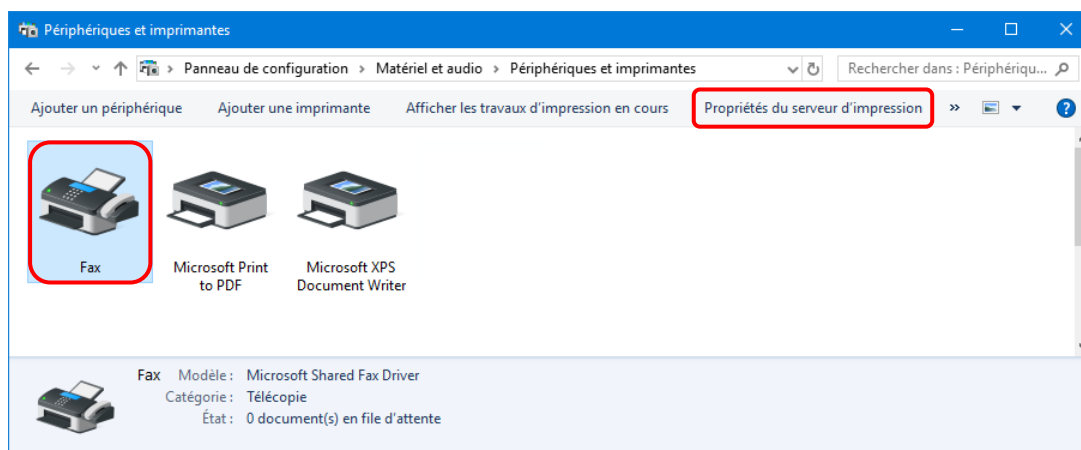 Périphériques et imprimantes
Panneau de configuration > Matériel et audio > Périphériques et imprimantes
Rechercher dans : Périphériqu...
Ajouter un périphérique Ajouter une imprimante Afficher les travaux d'impression en cours Propriétés du serveur d'impression »
Fax
Microsoft Print
to PDF
Microsoft XPS
Document Writer
Fax Modèle : Microsoft Shared Fax Driver
Catégorie : Télécopie
État : 0 document(s) en file d'attente